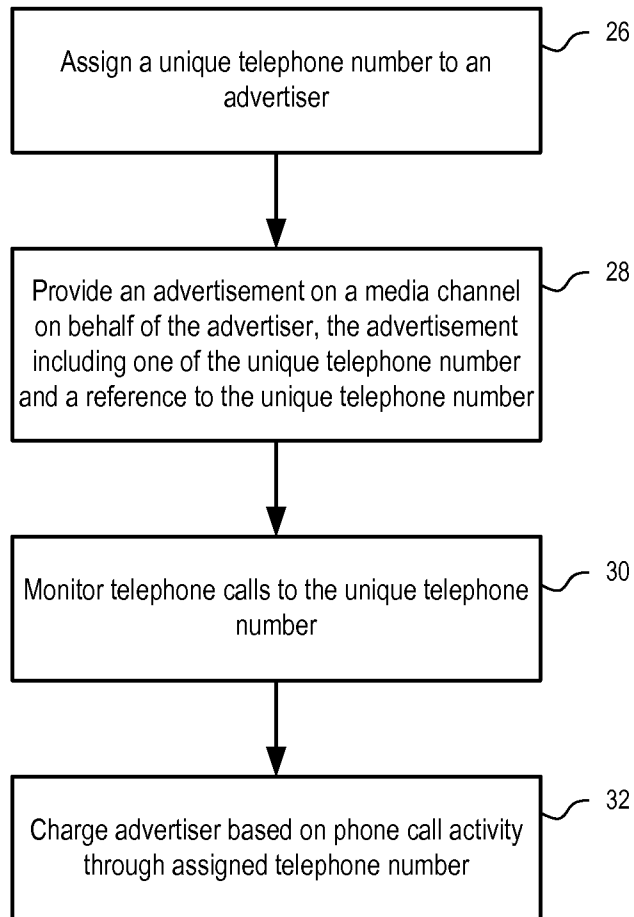 26
Assign a unique telephone number to an
advertiser
28
Provide an advertisement on a media channel
on behalf of the advertiser, the advertisement
including one of the unique telephone number
and a reference to the unique telephone number
30
Monitor telephone calls to the unique telephone
number
32
Charge advertiser based on phone call activity
through assigned telephone number